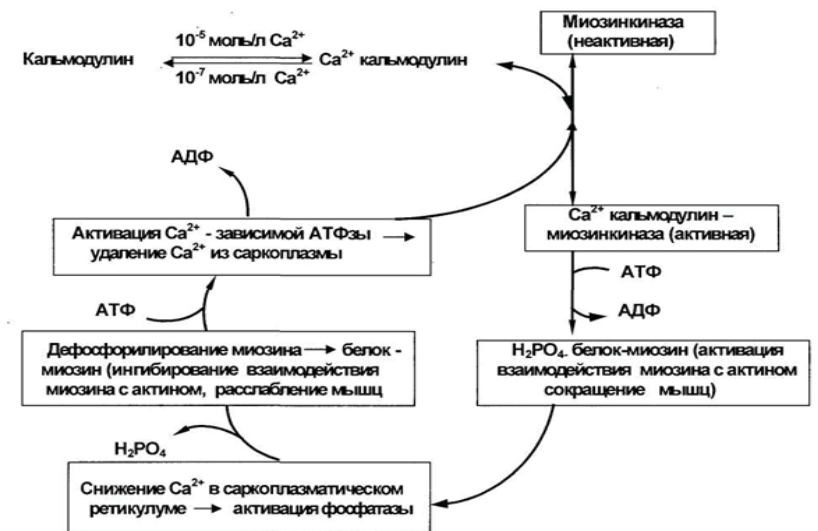 Миозинкиназа
(неактивная)
10⁻⁵ моль/л Ca²⁺
Кальмодулин
Ca²⁺ кальмодулин
10⁻⁷ моль/л Ca²⁺
АДФ
Активация Ca²⁺ - зависимой АТФзы →
удаление Ca²⁺ из саркоплазмы
Ca²⁺ кальмодулин –
миозинкиназа (активная)
АТФ
АДФ
АТФ
Дефосфорилирование миозина → белок -
миозин (ингибирование взаимодействия
миозина с актином, расслабление мышц
H₂PO₄- белок-миозин (активация
взаимодействия миозина с актином
сокращение мышц)
H₂PO₄
Снижение Ca²⁺ в саркоплазматическом
ретикулуме → активация фосфатазы